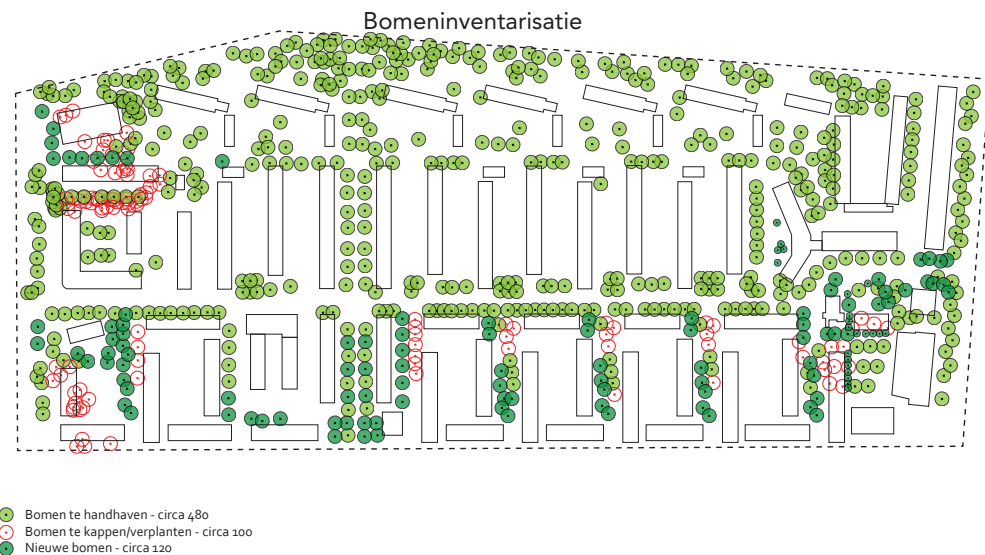 Bomeninventarisatie
Bomen te handhaven - circa 480
Bomen te kappen/verplanten - circa 100
Nieuwe bomen - circa 120